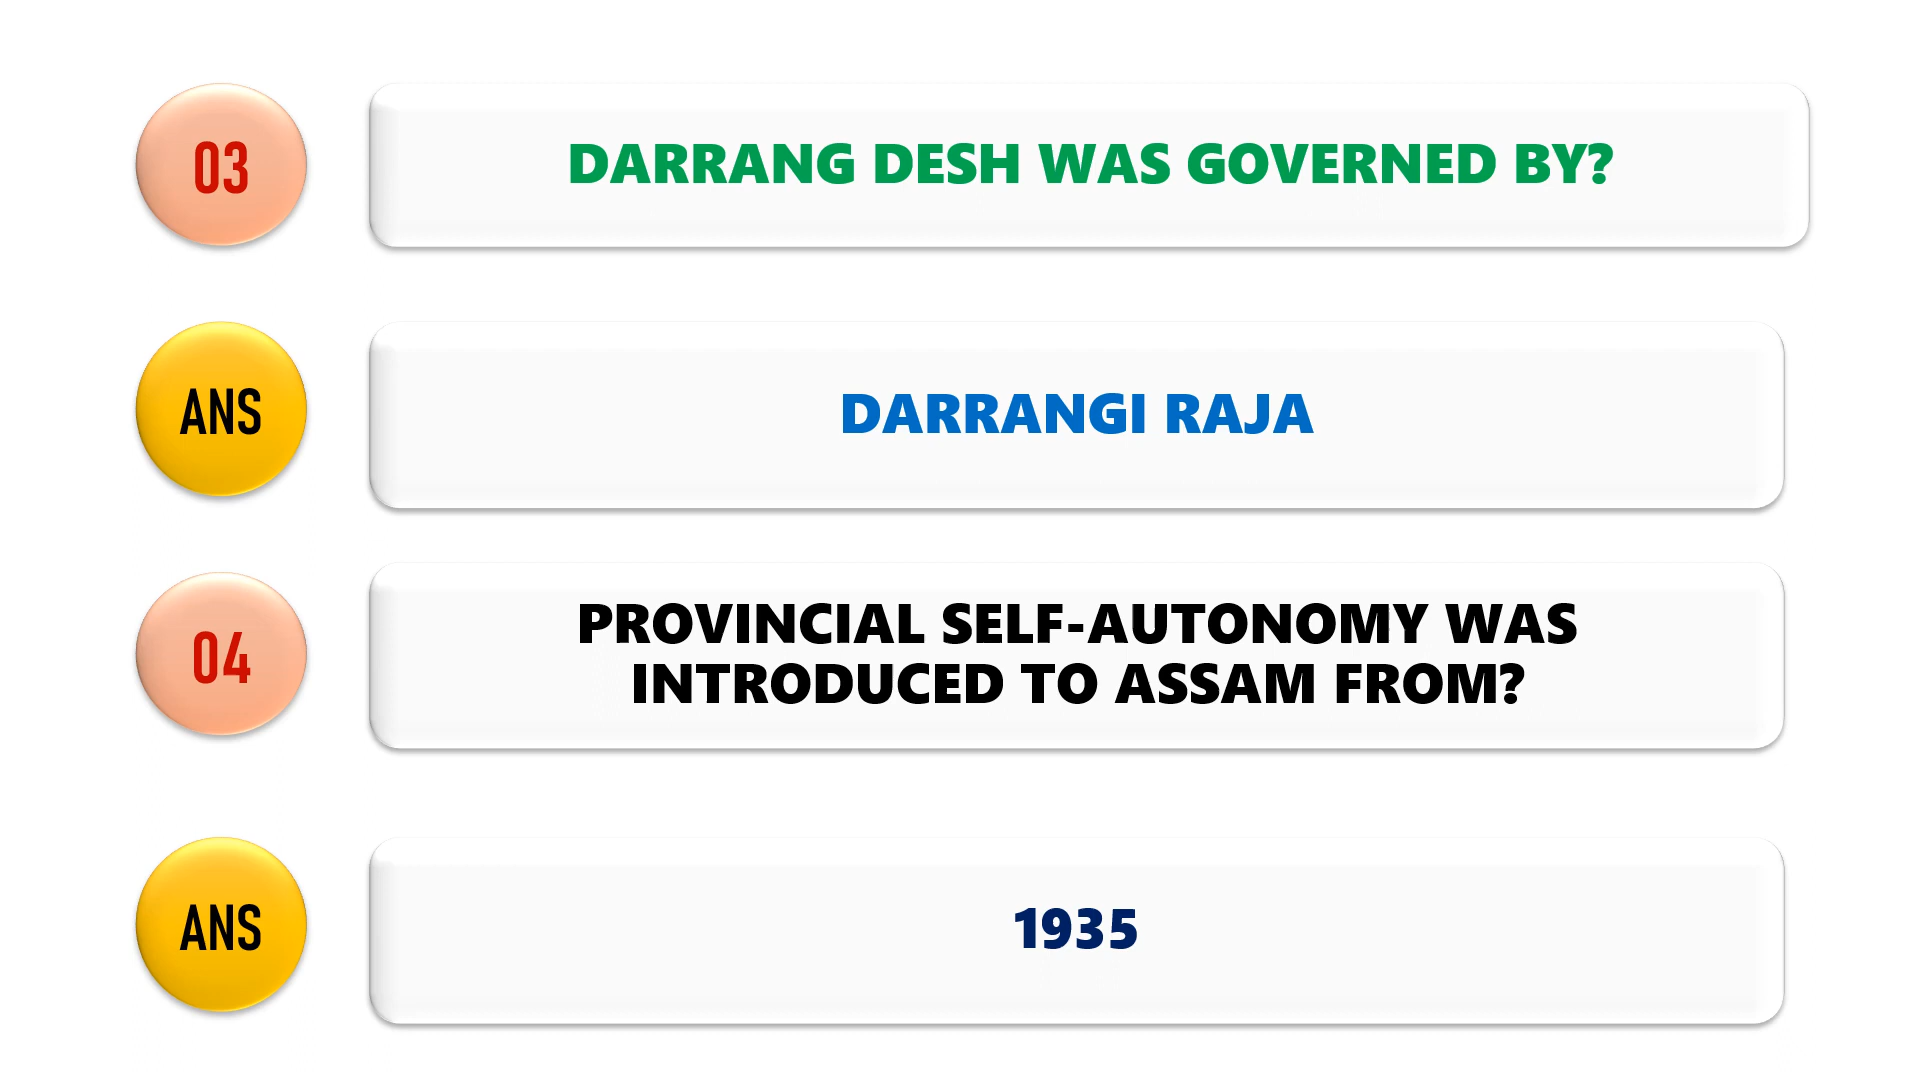 03
DARRANG DESH WAS GOVERNED BY?
ANS
DARRANGI RAJA
04
PROVINCIAL SELF-AUTONOMY WAS
INTRODUCED TO ASSAM FROM?
ANS
1935